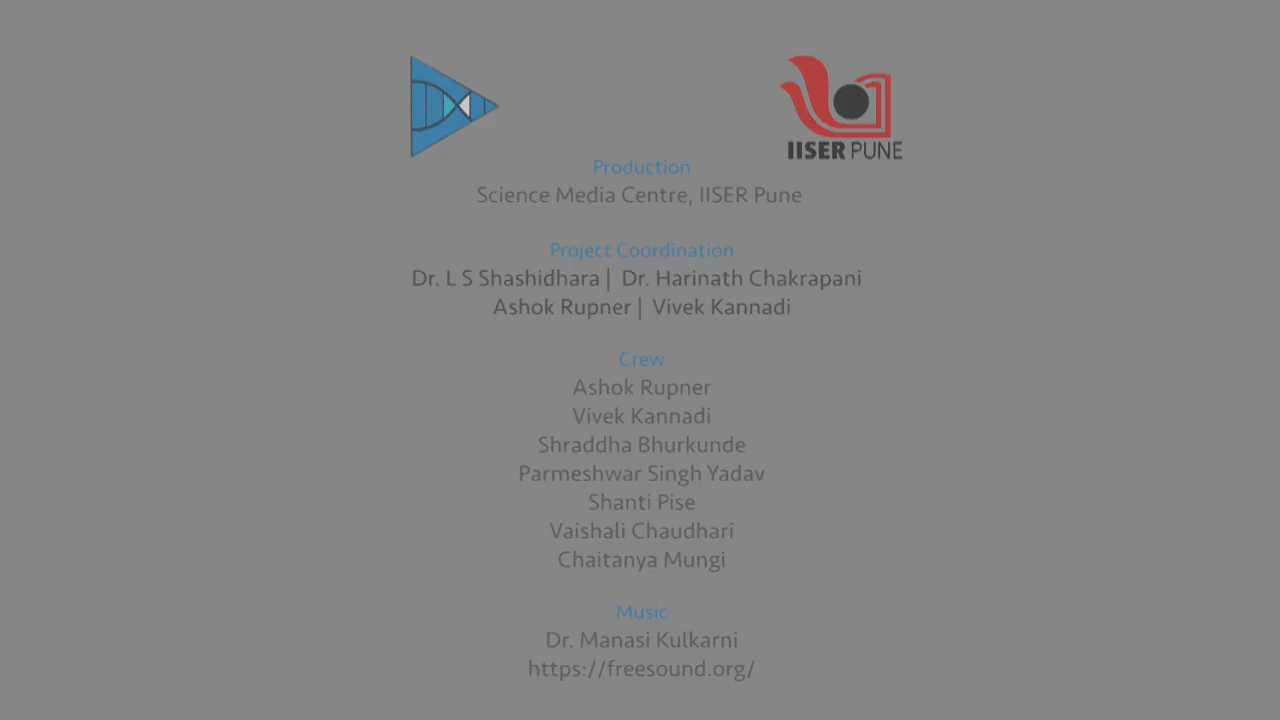 IISER PUNE
Production
Science Media Centre, IISER Pune
Project Coordination
Dr. L S Shashidhara | Dr. Harinath Chakrapani
Ashok Rupner | Vivek Kannadi
Crew
Ashok Rupner
Vivek Kannadi
Shraddha Bhurkunde
Parmeshwar Singh Yadav
Shanti Pise
Vaishali Chaudhari
Chaitanya Mungi
Music
Dr. Manasi Kulkarni
https://freesound.org/